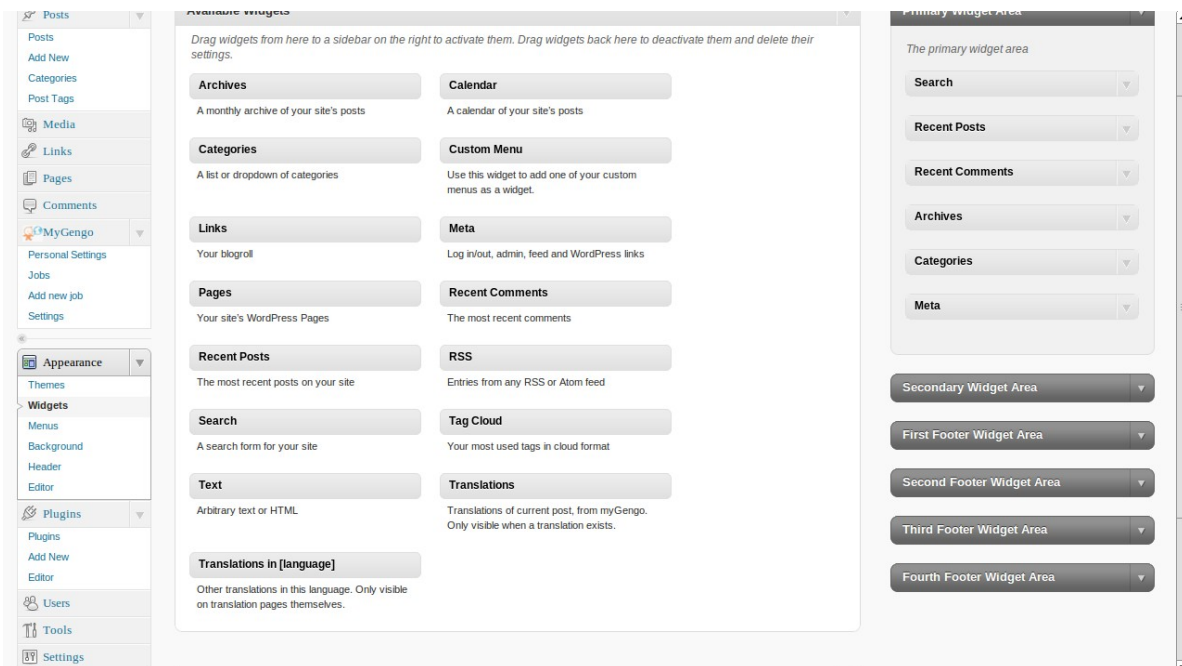 Posts
Posts
Add New
Categories
Post Tags
Media
Links
Pages
Comments
MyGengo
Personal Settings
Jobs
Add new job
Settings
Appearance
Themes
Widgets
Menus
Background
Header
Editor
Plugins
Plugins
Add New
Editor
Users
Tools
Settings
Available Widgets
Drag widgets from here to a sidebar on the right to activate them. Drag widgets back here to deactivate them and delete their
settings.
Archives
A monthly archive of your site's posts
Calendar
A calendar of your site's posts
Categories
A list or dropdown of categories
Custom Menu
Use this widget to add one of your custom
menus as a widget.
Links
Your blogroll
Meta
Log in/out, admin, feed and WordPress links
Pages
Your site's WordPress Pages
Recent Comments
The most recent comments
Recent Posts
The most recent posts on your site
RSS
Entries from any RSS or Atom feed
Search
A search form for your site
Tag Cloud
Your most used tags in cloud format
Text
Arbitrary text or HTML
Translations
Translations of current post, from myGengo.
Only visible when a translation exists.
Translations in [language]
Other translations in this language. Only visible
on translation pages themselves.
Primary Widget Area
The primary widget area
Search
Recent Posts
Recent Comments
Archives
Categories
Meta
Secondary Widget Area
First Footer Widget Area
Second Footer Widget Area
Third Footer Widget Area
Fourth Footer Widget Area